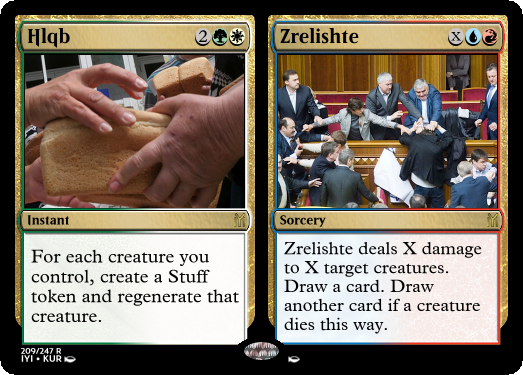 Hlqb
2
Instant
For each creature you
control, create a Stuff
token and regenerate that
creature.
Zrelishte
X
Sorcery
Zrelishte deals X damage
to X target creatures.
Draw a card. Draw
another card if a creature
dies this way.
209/247 R
IYI • KUR